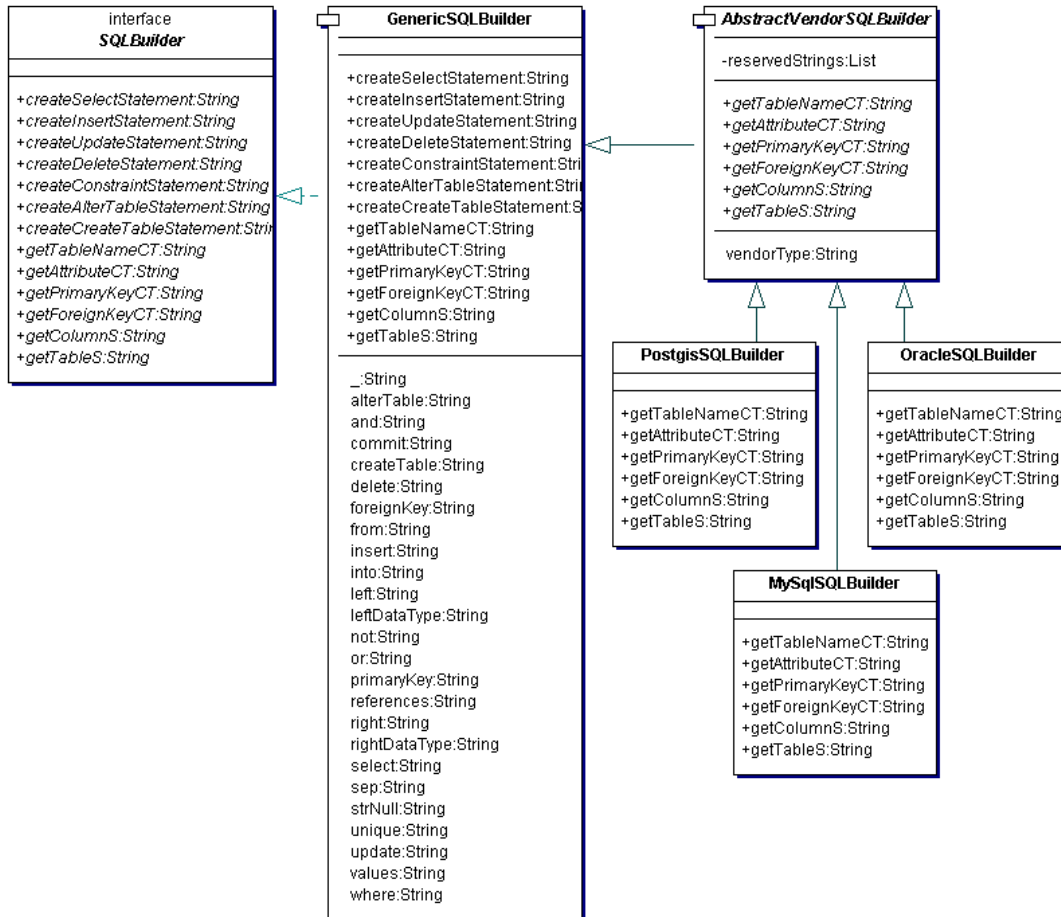 interface
SQLBuilder
+createSelectStatement:String
+createInsertStatement:String
+createUpdateStatement:String
+createDeleteStatement:String
+createConstraintStatement:String
+createAlterTableStatement:String
+createCreateTableStatement:Strin
+getTableNameCT:String
+getAttributeCT:String
+getPrimaryKeyCT:String
+getForeignKeyCT:String
+getColumnS:String
+getTableS:String
GenericSQLBuilder
+createSelectStatement:String
+createInsertStatement:String
+createUpdateStatement:String
+createDeleteStatement:String
+createConstraintStatement:Stri
+createAlterTableStatement:Stri
+createCreateTableStatement:S
+getTableNameCT:String
+getAttributeCT:String
+getPrimaryKeyCT:String
+getForeignKeyCT:String
+getColumnS:String
+getTableS:String
_:String
alterTable:String
and:String
commit:String
createTable:String
delete:String
foreignKey:String
from:String
insert:String
into:String
left:String
leftDataType:String
not:String
or:String
primaryKey:String
references:String
right:String
rightDataType:String
select:String
sep:String
strNull:String
unique:String
update:String
values:String
where:String
AbstractVendorSQLBuilder
-reservedStrings:List
+getTableNameCT:String
+getAttributeCT:String
+getPrimaryKeyCT:String
+getForeignKeyCT:String
+getColumnS:String
+getTableS:String
vendorType:String
PostgisSQLBuilder
+getTableNameCT:String
+getAttributeCT:String
+getPrimaryKeyCT:String
+getForeignKeyCT:String
+getColumnS:String
+getTableS:String
OracleSQLBuilder
+getTableNameCT:String
+getAttributeCT:String
+getPrimaryKeyCT:String
+getForeignKeyCT:String
+getColumnS:String
+getTableS:String
MySqlSQLBuilder
+getTableNameCT:String
+getAttributeCT:String
+getPrimaryKeyCT:String
+getForeignKeyCT:String
+getColumnS:String
+getTableS:String